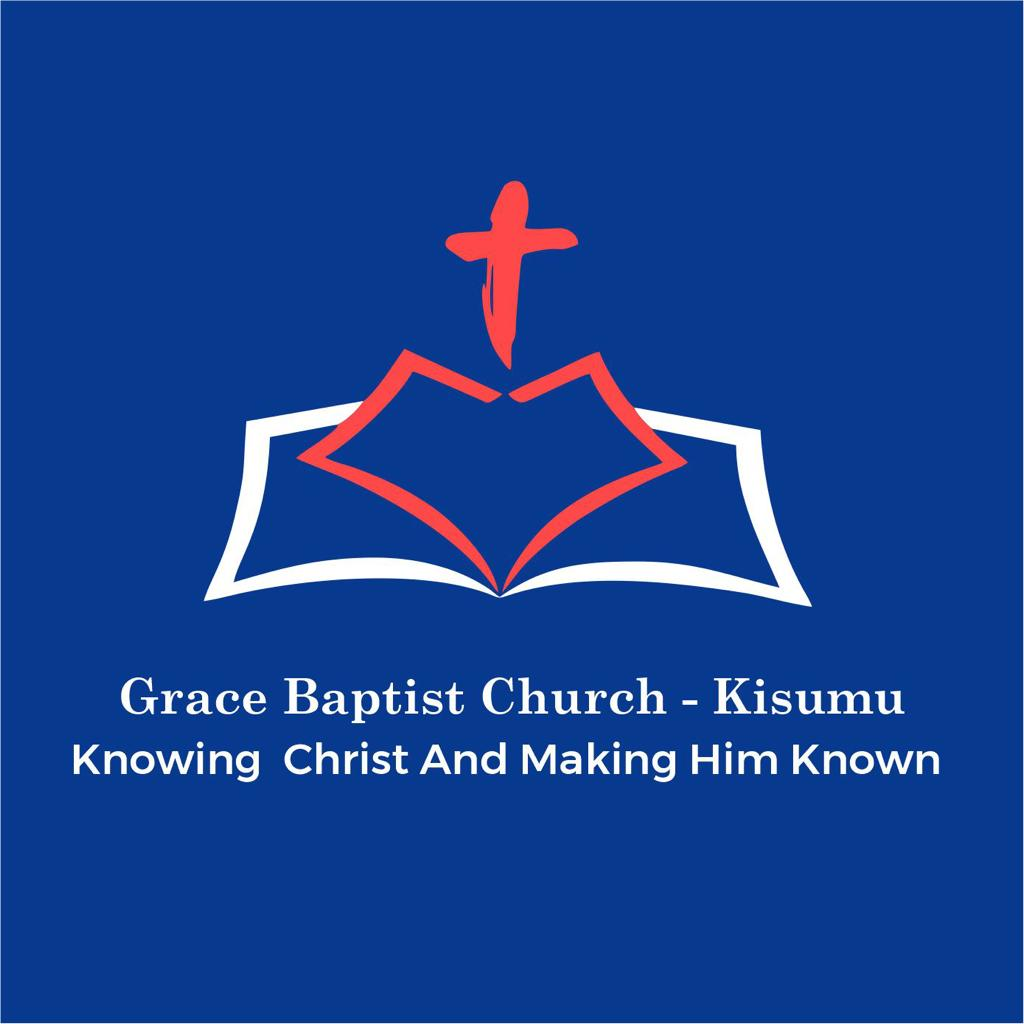 Grace Baptist Church - Kisumu
Knowing  Christ And Making Him Known